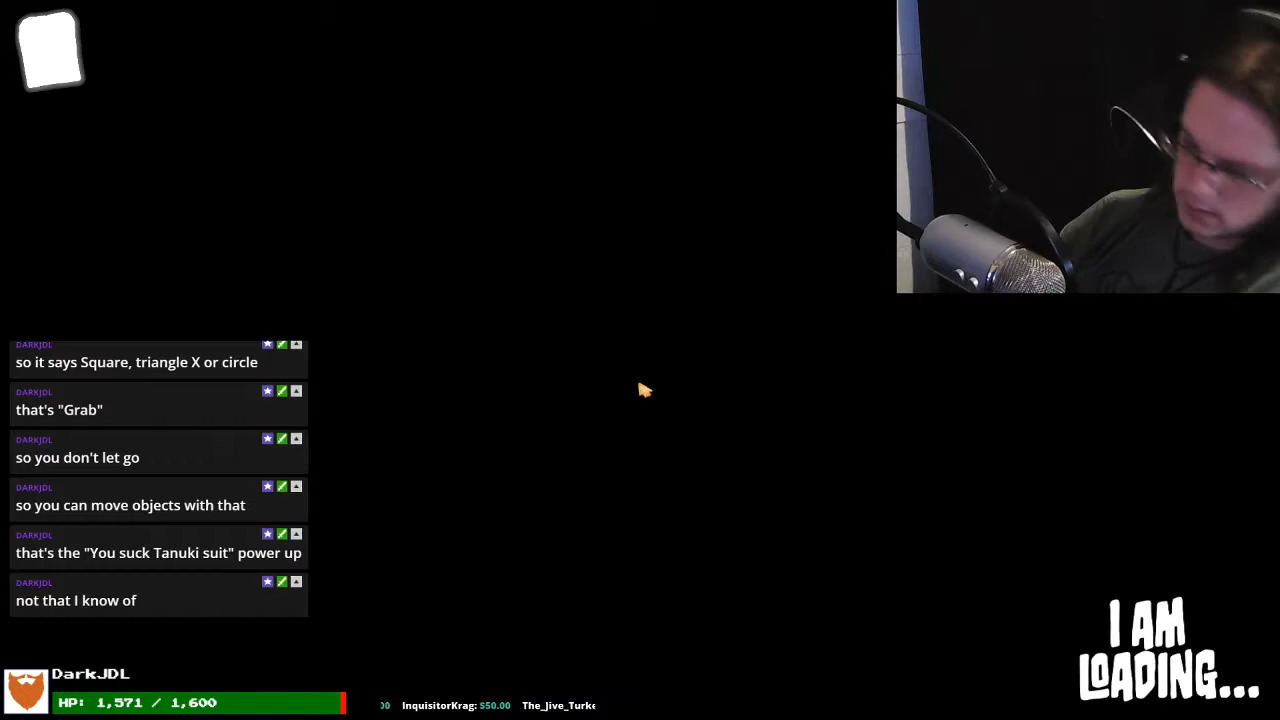 DARKJDL
so it says Square, triangle X or circle
DARKJDL
that's "Grab"
DARKJDL
so you don't let go
DARKJDL
so you can move objects with that
DARKJDL
that's the "You suck Tanuki suit" power up
DARKJDL
not that I know of
DarkJDL
HP: 1,571 / 1,600
00 InquisitorKrag: $50.00 The_Jive_Turke
I AM
LOADING...